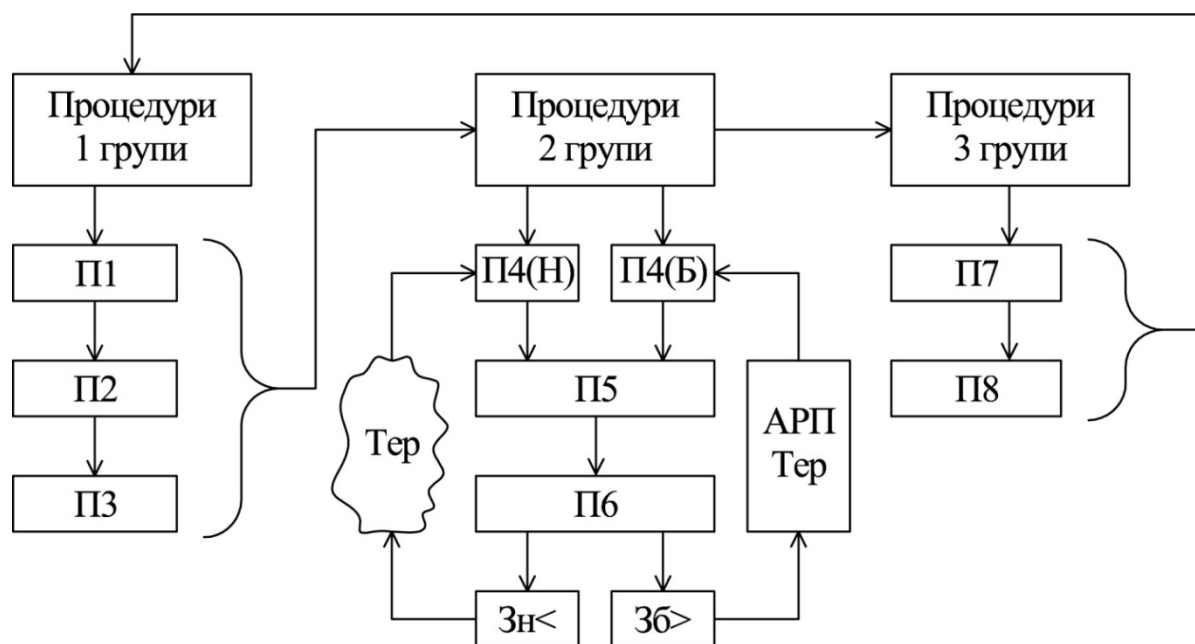 Процедури
1 групи
Процедури
2 групи
Процедури
3 групи
П1
П4(Н)
П4(Б)
П7
П2
П5
П8
Тер
АРП
Тер
П3
П6
Зн<
Зб>